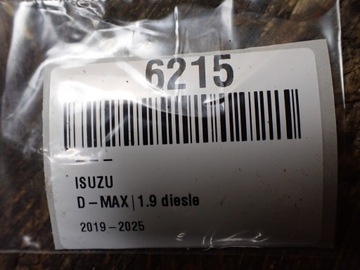 6215
– – –
ISUZU
D-MAX|1.9 diesle
2019-2025